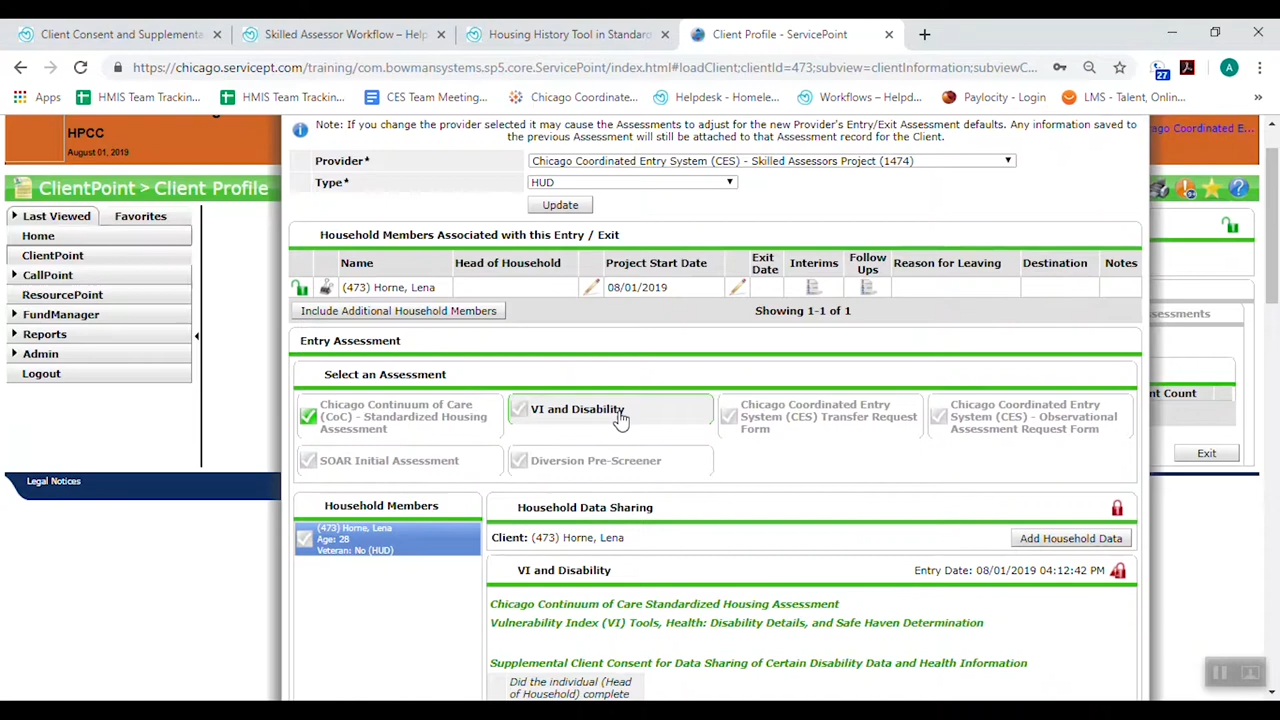 Client Consent and Supplementa
Skilled Assessor Workflow – Help
Housing History Tool in Standard
Client Profile - ServicePoint
https://chicago.servicept.com/training/com.bowmansystems.sp5.core.ServicePoint/index.html#loadClient;clientId=473;subview=clientInformation;subviewC...
27
A
Apps
HMIS Team Trackin...
HMIS Team Trackin...
CES Team Meeting...
Chicago Coordinate...
Helpdesk - Homele...
Workflows – Helpd...
Paylocity - Login
LMS - Talent, Onlin...
»
HPCC
August 01, 2019
ago Coordinated E...
Note: If you change the provider selected it may cause the Assessments to adjust for the new Provider's Entry/Exit Assessment defaults. Any information saved to
the previous Assessment will still be attached to that Assessment record for the Client.
Provider*
Chicago Coordinated Entry System (CES) - Skilled Assessors Project (1474)
Type*
HUD
Update
ClientPoint > Client Profile
Last Viewed
Favorites
Home
ClientPoint
CallPoint
ResourcePoint
FundManager
Reports
Admin
Logout
Legal Notices
Household Members Associated with this Entry / Exit
Name
Head of Household
Project Start Date
Exit
Date
Interims
Follow
Ups
Reason for Leaving
Destination
Notes
(473) Horne, Lena
08/01/2019
Include Additional Household Members
Showing 1-1 of 1
Entry Assessment
Select an Assessment
Chicago Continuum of Care
(CoC) - Standardized Housing
Assessment
VI and Disability
Chicago Coordinated Entry
System (CES) Transfer Request
Form
Chicago Coordinated Entry
System (CES) - Observational
Assessment Request Form
SOAR Initial Assessment
Diversion Pre-Screener
sessments
nt Count
Exit
Household Members
(473) Horne, Lena
Age: 28
Veteran: No (HUD)
Household Data Sharing
Client: (473) Horne, Lena
Add Household Data
VI and Disability
Entry Date: 08/01/2019 04:12:42 PM
Chicago Continuum of Care Standardized Housing Assessment
Vulnerability Index (VI) Tools, Health: Disability Details, and Safe Haven Determination
Supplemental Client Consent for Data Sharing of Certain Disability Data and Health Information
Did the individual (Head
of Household) complete